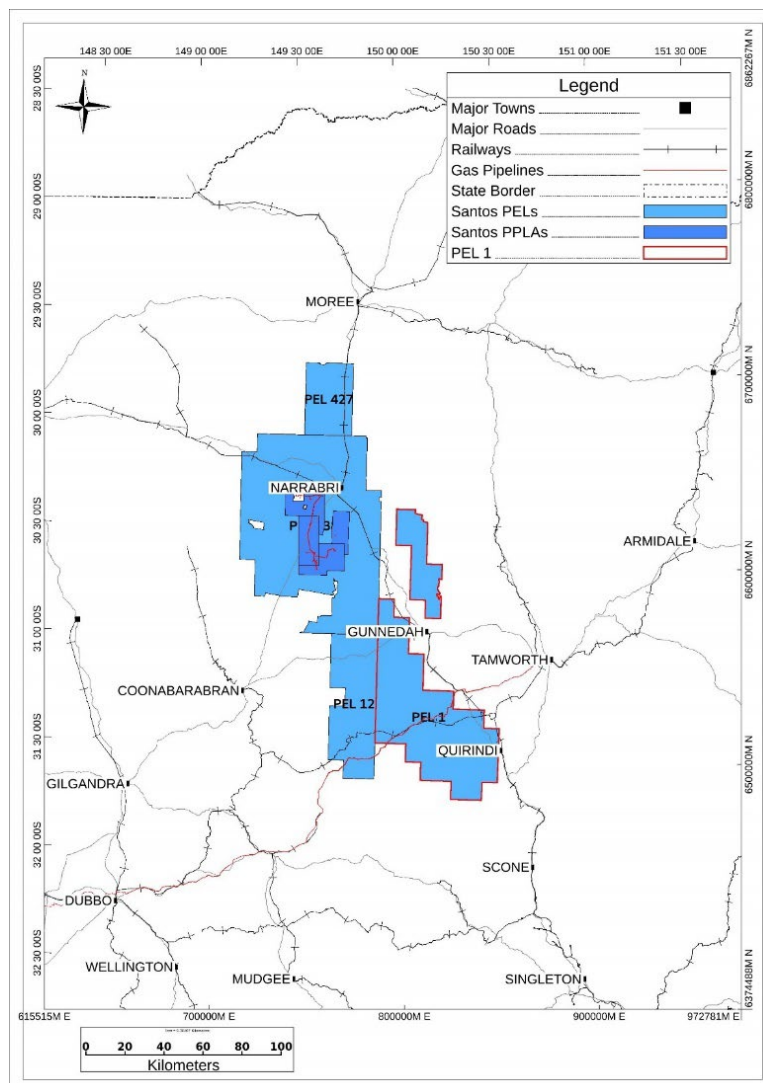 148 30 00E 149 00 00E 149 30 00E 150 00 00E 150 30 00E 151 00 00E 151 30 00E
6862267m N
28 30 00S
N
Legend
Major Towns
Major Roads
Railways
Gas Pipelines
State Border
Santos PELs
Santos PPLAs
PEL 1
6800000m N
29 00 00S
29 30 00S
MOREE
6700000m N
PEL 427
30 00 00S
NARRABRI
30 30 00S
P 3
ARMIDALE
6600000m N
31 00 00S
GUNNEDAH
TAMWORTH
COONABARABRAN
PEL 12
PEL 1
31 30 00S
QUIRINDI
6500000m N
GILGANDRA
32 00 00S
SCONE
DUBBO
32 30 00S
WELLINGTON
MUDGEE
SINGLETON
6374488m N
615515m E 700000m E 800000m E 900000m E 972781m E
0 20 40 60 80 100
Kilometers